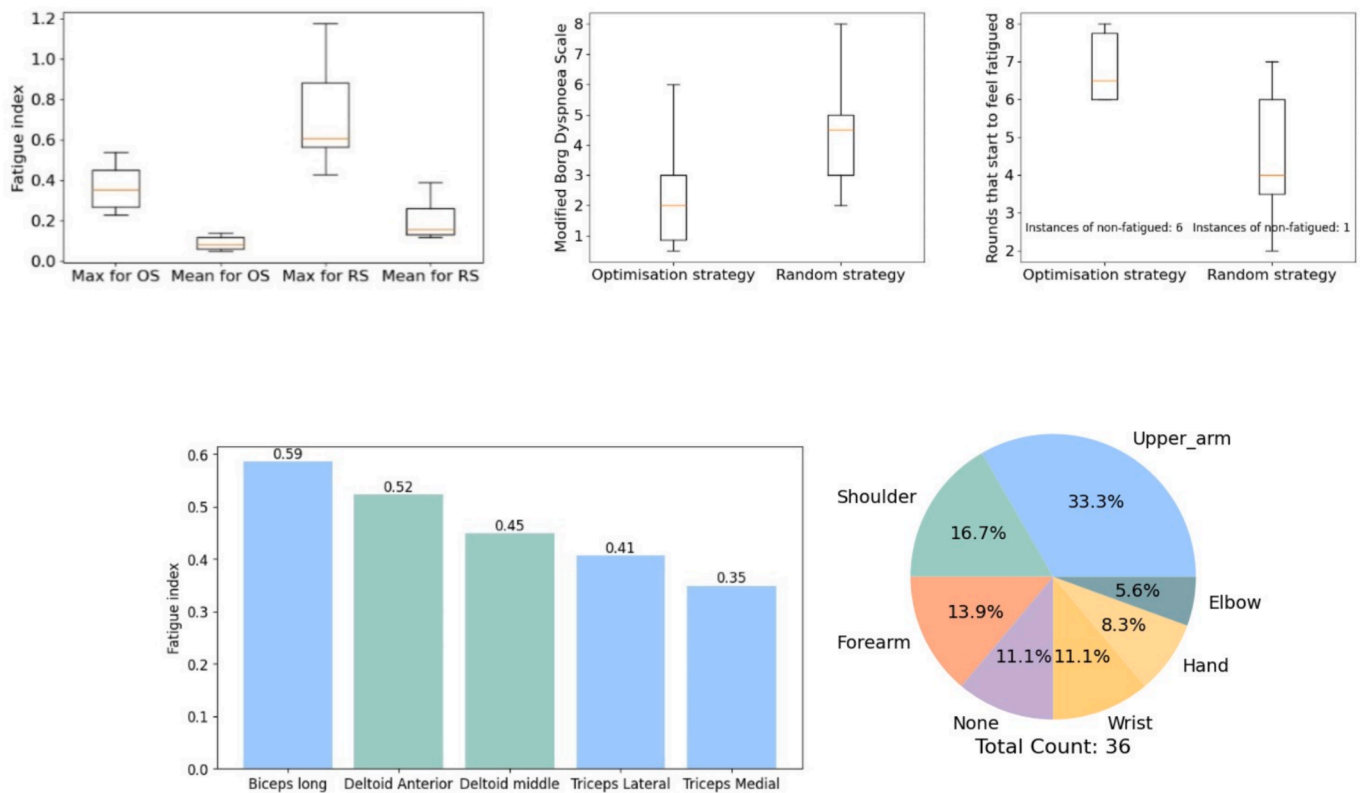 Fatigue index
1.2
1.0
0.8
0.6
0.4
0.2
0.0
Max for OS Mean for OS Max for RS Mean for RS
Modified Borg Dyspnoea Scale
8
7
6
5
4
3
2
1
Optimisation strategy Random strategy
Rounds that start to feel fatigued
8
7
6
5
4
3
2
Instances of non-fatigued: 6 Instances of non-fatigued: 1
Optimisation strategy Random strategy
Fatigue index
0.6
0.5
0.4
0.3
0.2
0.1
0.0
0.59
0.52
0.45
0.41
0.35
Biceps long Deltoid Anterior Deltoid middle Triceps Lateral Triceps Medial
Upper_arm
33.3%
Shoulder
16.7%
Forearm
13.9%
None
11.1%
Wrist
11.1%
Hand
8.3%
Elbow
5.6%
Total Count: 36